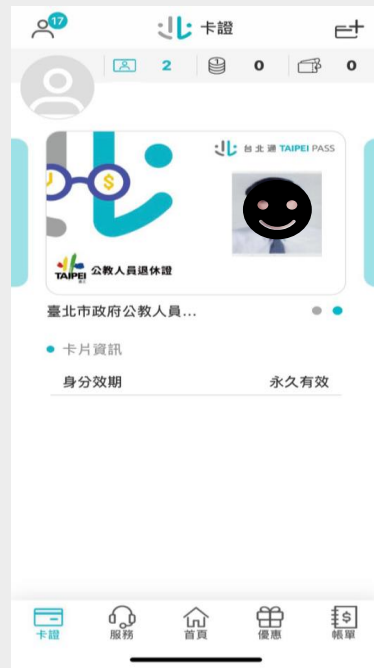 17
卡證
2 0 0
台北通 TAIPEI PASS
$
TAIPEI 公教人員退休證
臺北市政府公教人員...
卡片資訊
身分效期 永久有效
$
卡證 服務 首頁 優惠 帳單